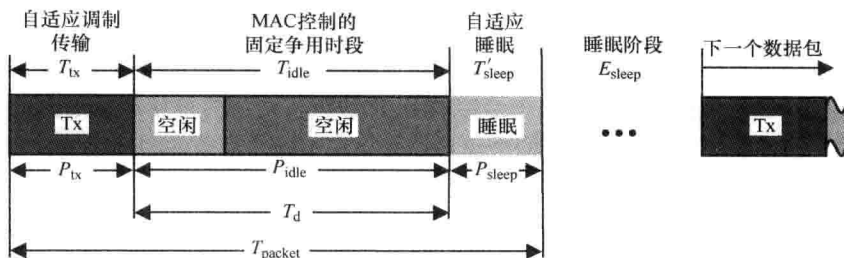 自适应调制
传输
MAC控制的
固定争用时段
自适应
睡眠
睡眠阶段
下一个数据包
T_tx
T_idle
T'_sleep
E_sleep
Tx
空闲
空闲
睡眠
•••
Tx
P_tx
P_idle
P_sleep
T_d
T_packet